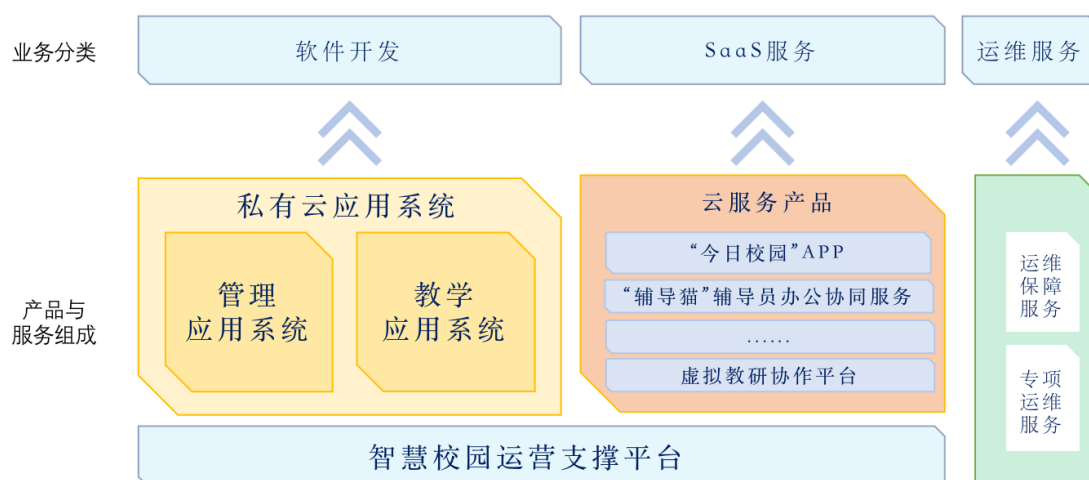 业务分类
软件开发
SaaS服务
运维服务
私有云应用系统
管理
应用系统
教学
应用系统
云服务产品
“今日校园”APP
“辅导猫”辅导员办公协同服务
……
虚拟教研协作平台
产品与
服务组成
运维
保障
服务
专项
运维
服务
智慧校园运营支撑平台